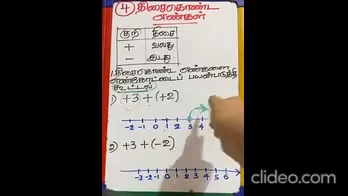 4 திசைகொண்ட
எண்கள்
குறி திசை
+ வலது
- இடது
திசைகொண்ட எண்களை
எண்கோட்டைப் பயன்படுத்தி
கூட்டல்
1) +3 + (+2)
-2 -1 0 1 2 3 4
2) +3 + (-2)
-3 -2 -1 0 1 2 3 4 5 6
clideo.com